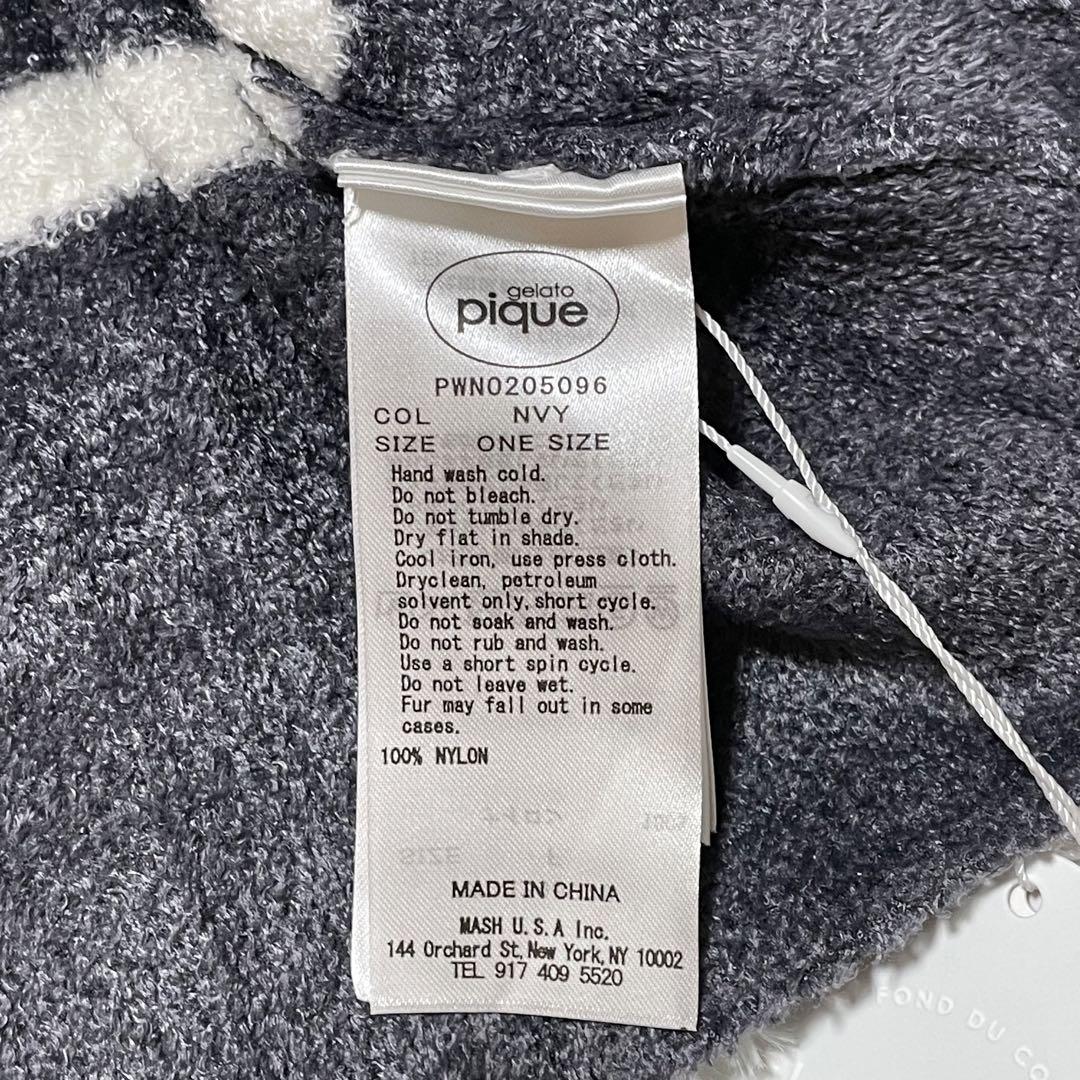 gelato
pique
PWN0205096
COL NVY
SIZE ONE SIZE
Hand wash cold.
Do not bleach.
Do not tumble dry.
Dry flat in shade.
Cool iron, use press cloth.
Dryclean, petroleum
solvent only,short cycle.
Do not soak and wash.
Do not rub and wash.
Use a short spin cycle.
Do not leave wet.
Fur may fall out in some
cases.
100% NYLON
MADE IN CHINA
MASH U.S.A Inc.
144 Orchard St,New York,NY 10002
TEL 917 409 5520
FOND DU CO